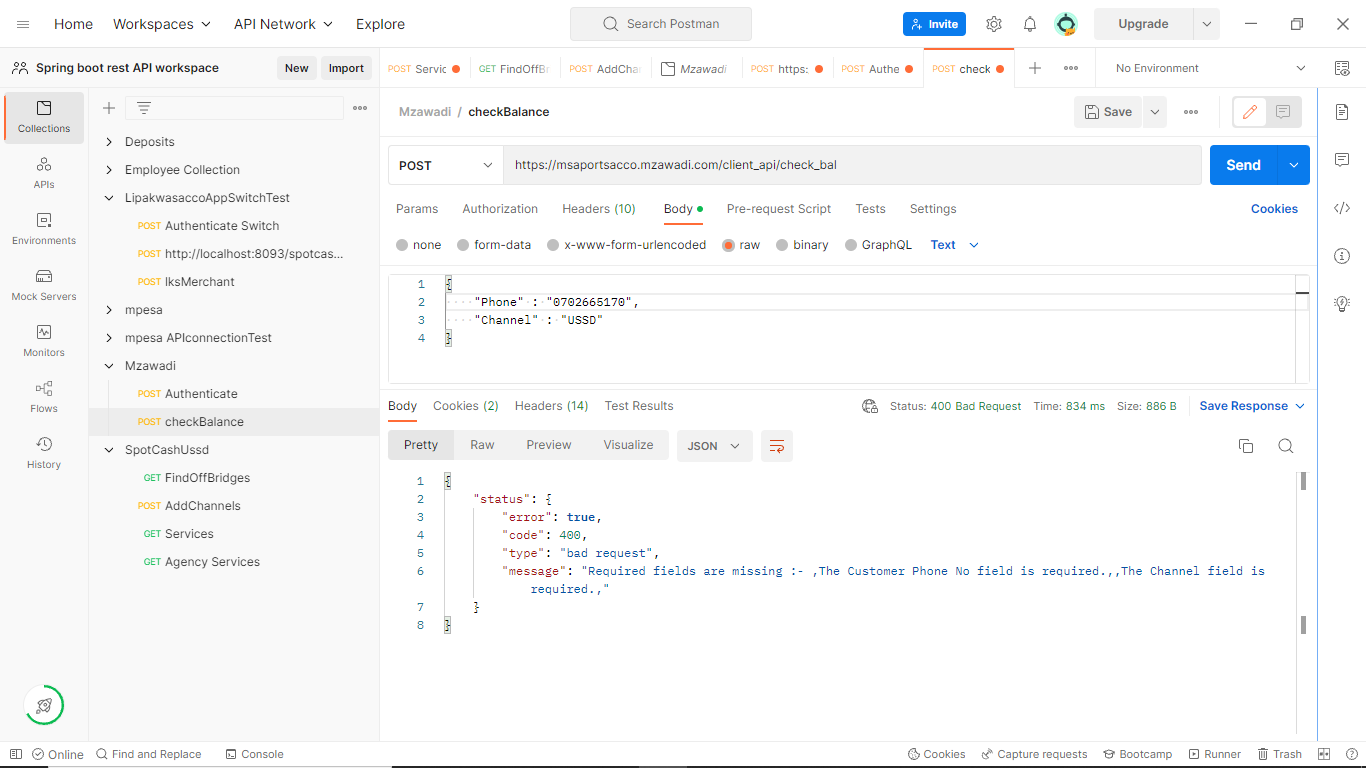 Home
Workspaces
API Network
Explore
Search Postman
Invite
Upgrade
Spring boot rest API workspace
New
Import
POST Servic
GET FindOffBr
POST AddChar
Mzawadi
POST https:
POST Authe
POST check
No Environment
Collections
APIs
Environments
Mock Servers
Monitors
Flows
History
Deposits
Employee Collection
LipakwasaccoAppSwitchTest
POST Authenticate Switch
POST http://localhost:8093/spotcas...
POST IksMerchant
mpesa
mpesa APIconnectionTest
Mzawadi
POST Authenticate
POST checkBalance
SpotCashUssd
GET FindOffBridges
POST AddChannels
GET Services
GET Agency Services
Mzawadi / checkBalance
Save
POST
https://msaportsacco.mzawadi.com/client_api/check_bal
Send
Params
Authorization
Headers (10)
Body
Pre-request Script
Tests
Settings
Cookies
none
form-data
x-www-form-urlencoded
raw
binary
GraphQL
Text
1 {
2 "Phone" : "0702665170",
3 "Channel" : "USSD"
4 }
Body
Cookies (2)
Headers (14)
Test Results
Status: 400 Bad Request
Time: 834 ms
Size: 886 B
Save Response
Pretty
Raw
Preview
Visualize
JSON
1 {
2 "status": {
3 "error": true,
4 "code": 400,
5 "type": "bad request",
6 "message": "Required fields are missing :- ,The Customer Phone No field is required.,,The Channel field is
required.,"
7 }
8 }
Online
Find and Replace
Console
Cookies
Capture requests
Bootcamp
Runner
Trash